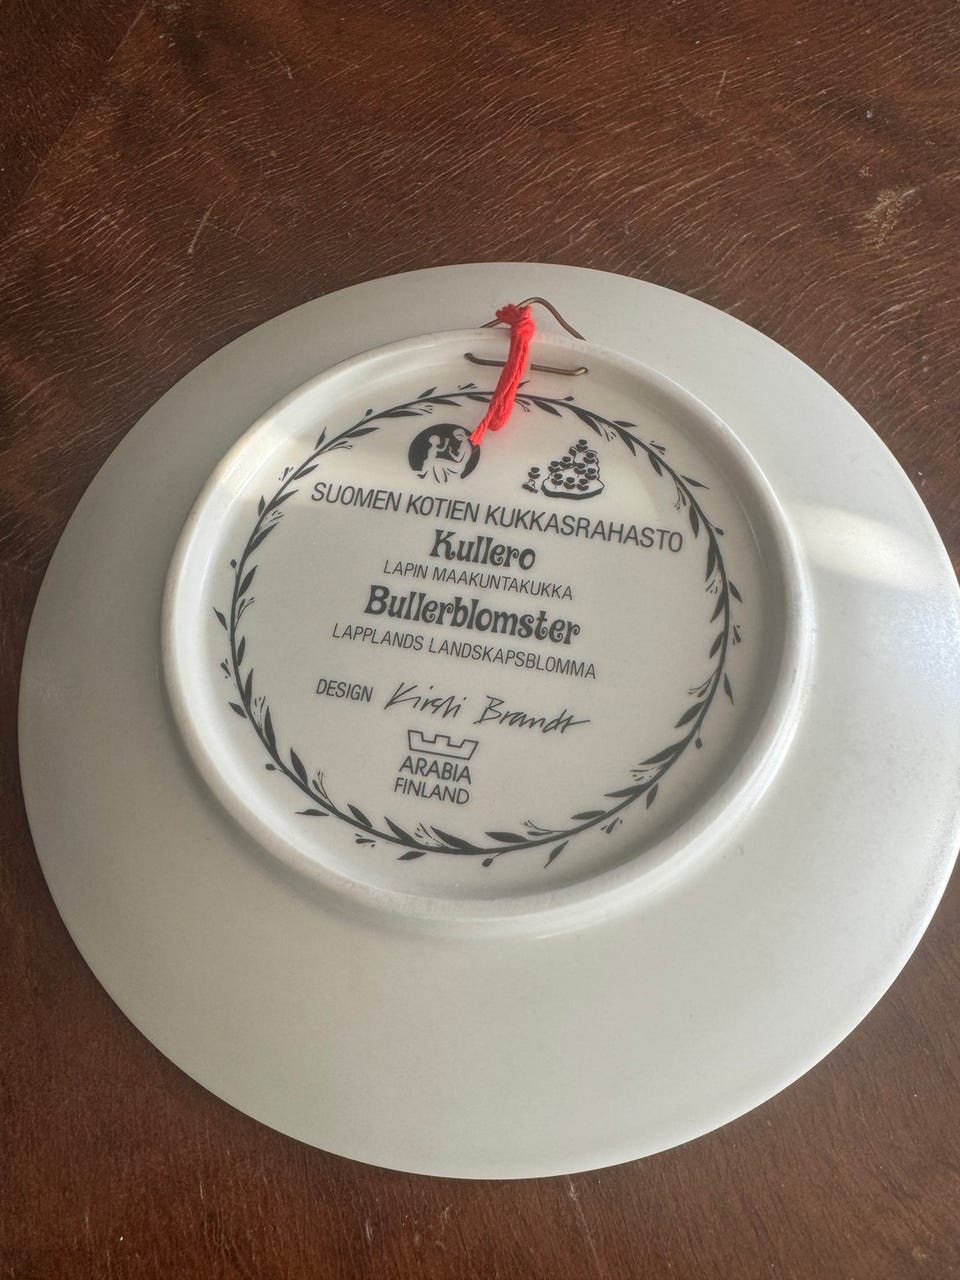 SUOMEN KOTIEN KUKKASRAHASTO
Kullero
LAPIN MAAKUNTAKUKKA
Bullerblomster
LAPPLANDS LANDSKAPSBLOMMA
DESIGN Kirsti Brandt
ARABIA
FINLAND